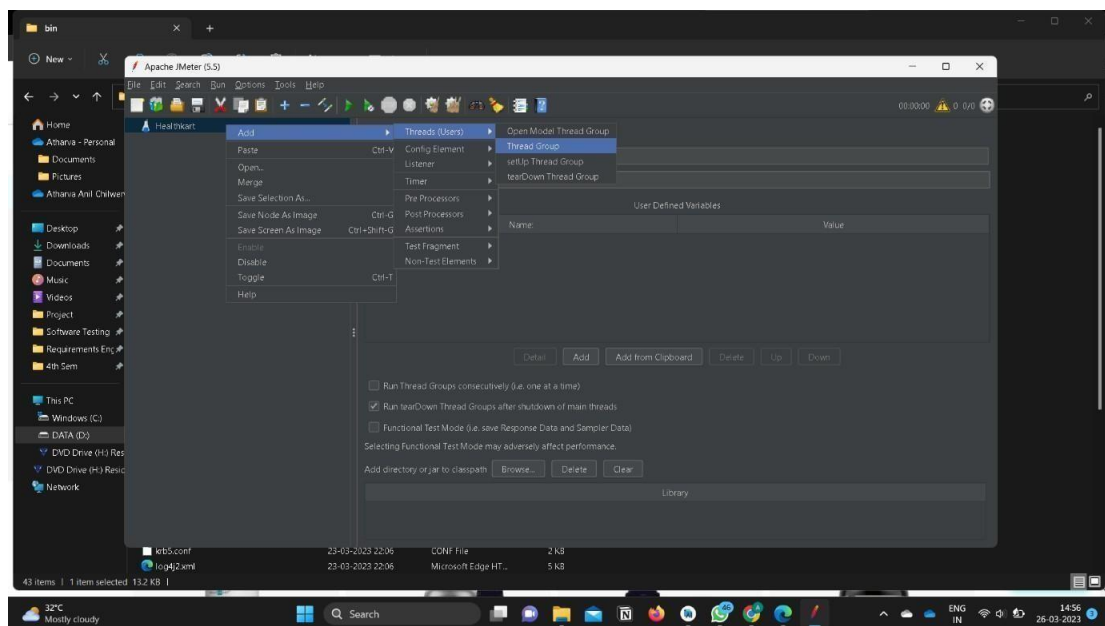 bin
New
Apache JMeter (5.5)
File Edit Search Run Options Tools Help
00:00:00 0 0/0
Home
Atharva - Personal
Documents
Pictures
Atharva Anil Chilwer
Desktop
Downloads
Documents
Music
Videos
Project
Software Testing
Requirements Eng
4th Sem
This PC
Windows (C:)
DATA (D:)
DVD Drive (H:) Res
DVD Drive (H:) Resid
Network
Healthkart
Add
Paste Ctrl-V
Open...
Merge
Save Selection As...
Save Node As Image Ctrl-G
Save Screen As Image Ctrl+Shift-G
Enable
Disable
Toggle Ctrl-T
Help
Threads (Users)
Config Element
Listener
Timer
Pre Processors
Post Processors
Assertions
Test Fragment
Non-Test Elements
Open Model Thread Group
Thread Group
setUp Thread Group
tearDown Thread Group
User Defined Variables
Name: Value
Detail Add Add from Clipboard Delete Up Down
Run Thread Groups consecutively (i.e. one at a time)
Run tearDown Thread Groups after shutdown of main threads
Functional Test Mode (i.e. save Response Data and Sampler Data)
Selecting Functional Test Mode may adversely affect performance.
Add directory or jar to classpath Browse... Delete Clear
Library
krb5.conf 23-03-2023 22:06 CONF File 2 KB
log4j2.xml 23-03-2023 22:06 Microsoft Edge HT... 5 KB
43 items 1 item selected 13.2 KB
32°C
Mostly cloudy
Search
46
ENG
IN
14:56
26-03-2023
3